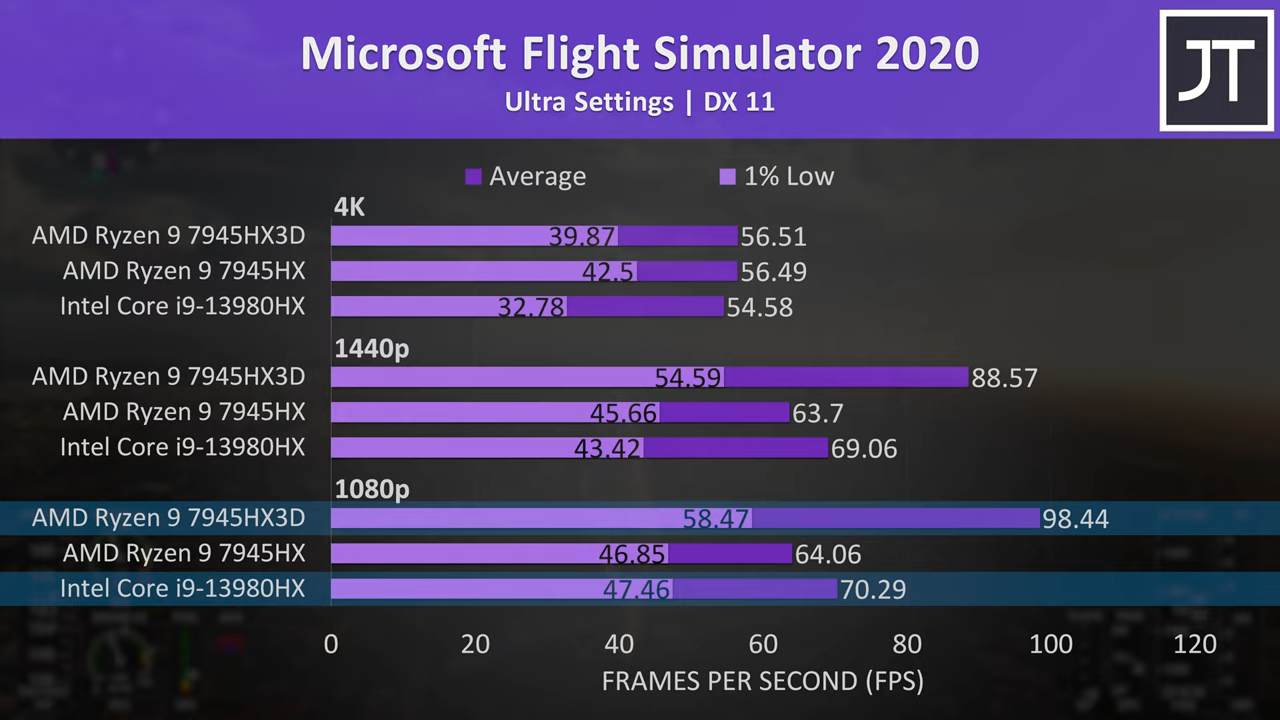 Microsoft Flight Simulator 2020
JT
Ultra Settings | DX 11
Average 1% Low
4K
AMD Ryzen 9 7945HX3D 39.87 56.51
AMD Ryzen 9 7945HX 42.5 56.49
Intel Core i9-13980HX 32.78 54.58
1440p
AMD Ryzen 9 7945HX3D 54.59 88.57
AMD Ryzen 9 7945HX 45.66 63.7
Intel Core i9-13980HX 43.42 69.06
1080p
AMD Ryzen 9 7945HX3D 58.47 98.44
AMD Ryzen 9 7945HX 46.85 64.06
Intel Core i9-13980HX 47.46 70.29
0 20 40 60 80 100 120
FRAMES PER SECOND (FPS)